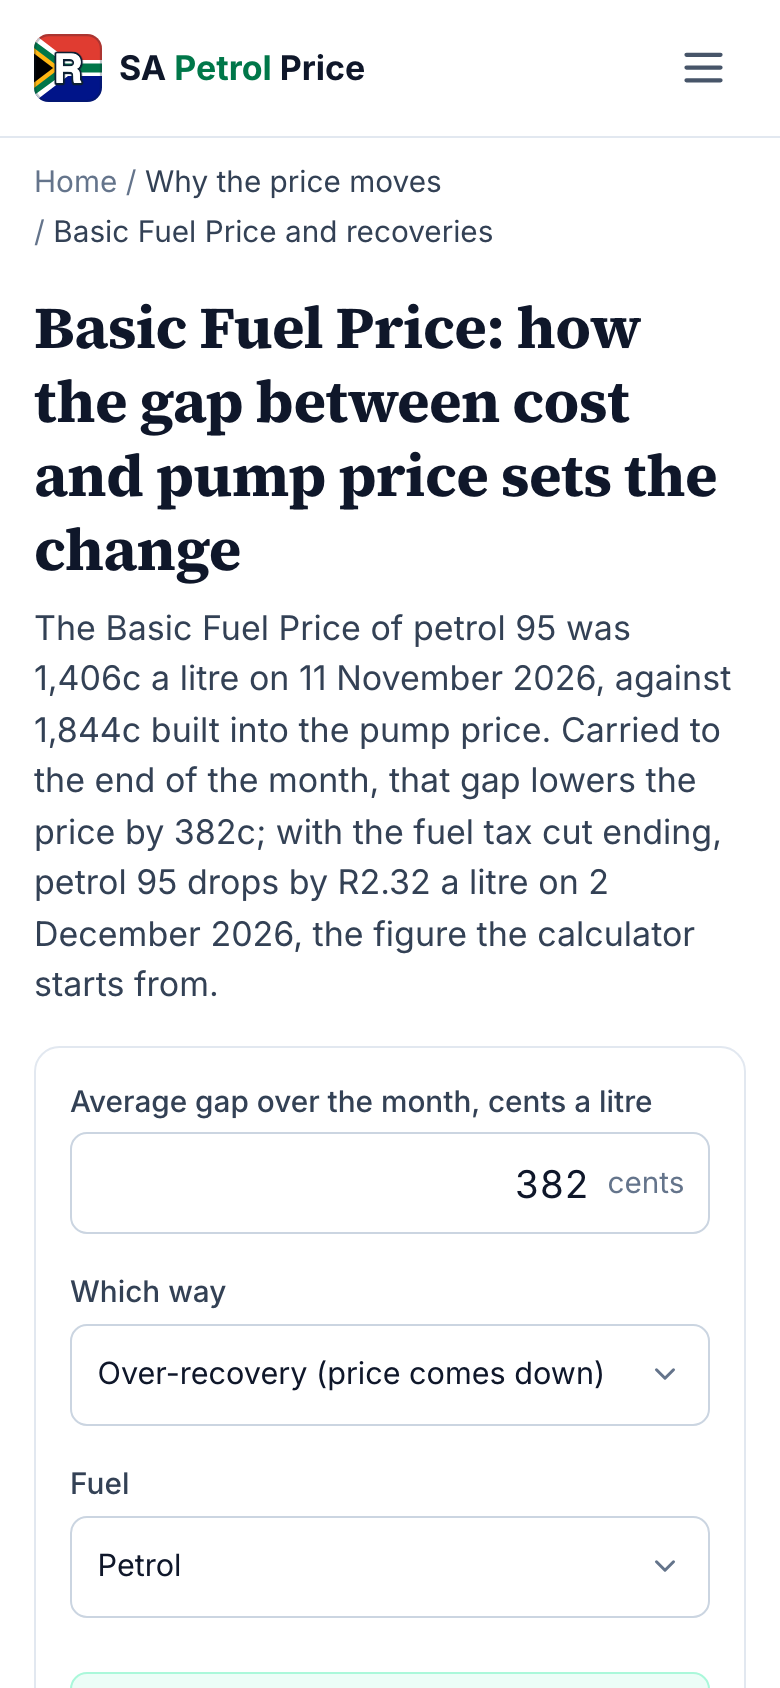 R
SA Petrol Price
Home / Why the price moves
/ Basic Fuel Price and recoveries
Basic Fuel Price: how
the gap between cost
and pump price sets the
change
The Basic Fuel Price of petrol 95 was
1,406c a litre on 11 November 2026, against
1,844c built into the pump price. Carried to
the end of the month, that gap lowers the
price by 382c; with the fuel tax cut ending,
petrol 95 drops by R2.32 a litre on 2
December 2026, the figure the calculator
starts from.
Average gap over the month, cents a litre
382 cents
Which way
Over-recovery (price comes down)
Fuel
Petrol